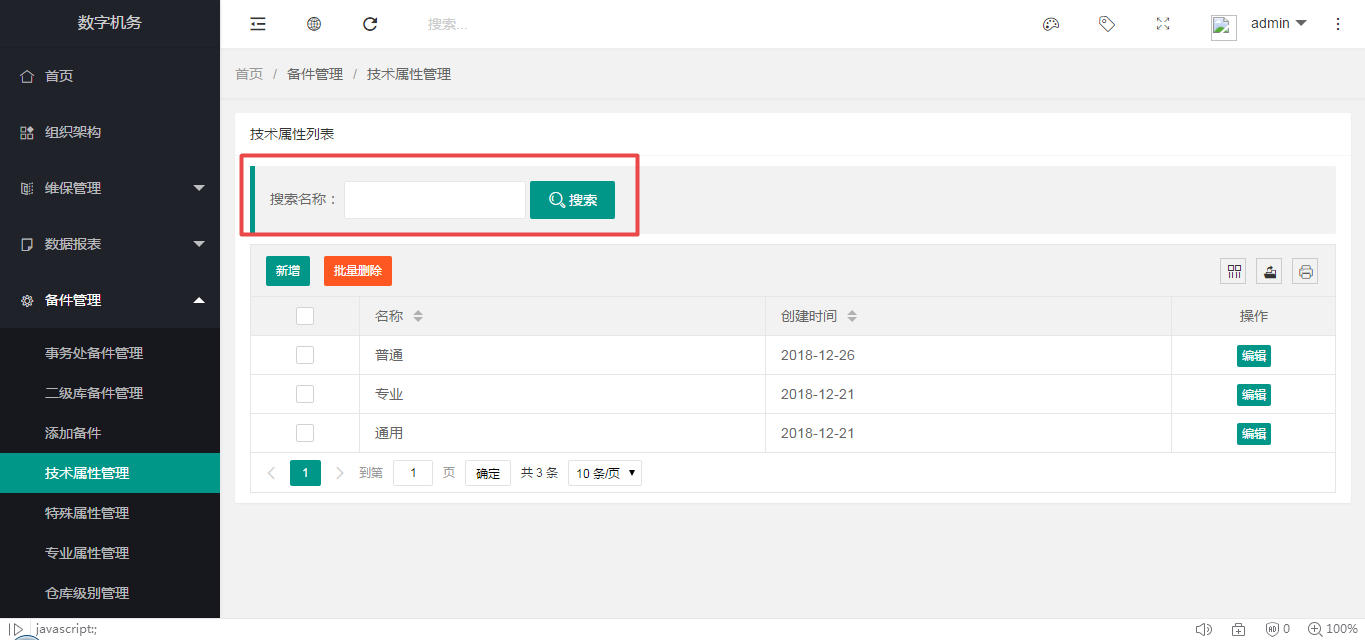 数字机务
搜索...
admin
首页
组织架构
维保管理
数据报表
备件管理
事务处备件管理
二级库备件管理
添加备件
技术属性管理
特殊属性管理
专业属性管理
仓库级别管理
首页 / 备件管理 / 技术属性管理
技术属性列表
搜索名称：
搜索
新增 批量删除
名称 创建时间 操作
普通 2018-12-26 编辑
专业 2018-12-21 编辑
通用 2018-12-21 编辑
1 到第 1 页 确定 共 3 条 10 条/页
javascript:;
AD 0 100%